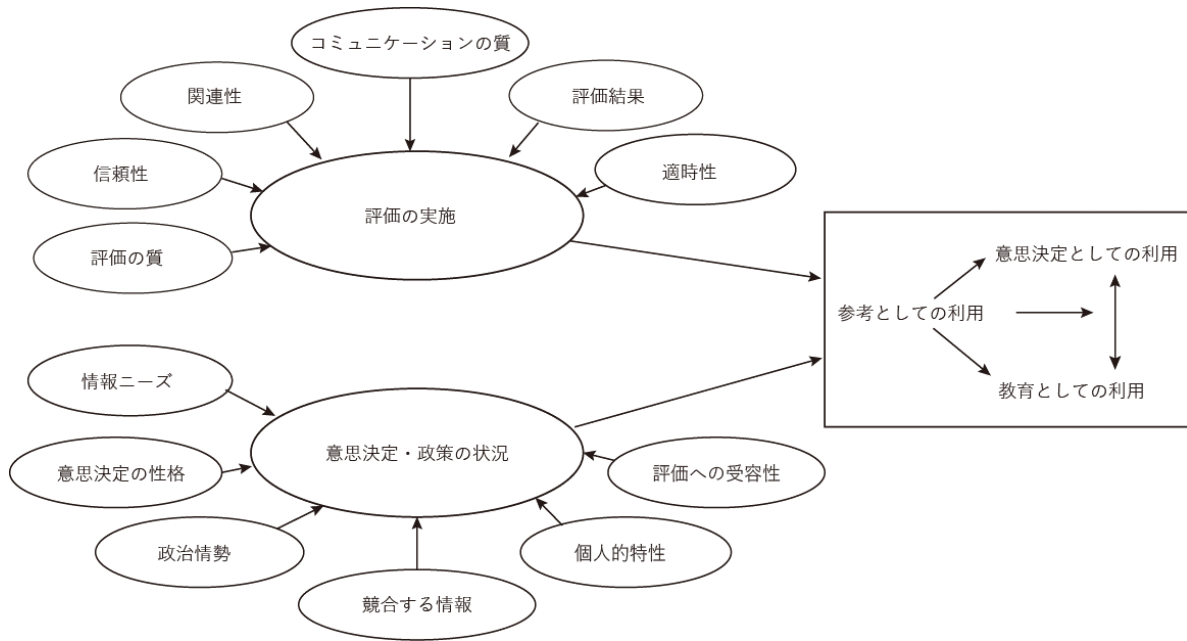 コミュニケーションの質
関連性
評価結果
信頼性
適時性
評価の実施
評価の質
意思決定としての利用
参考としての利用
教育としての利用
情報ニーズ
意思決定・政策の状況
意思決定の性格
評価への受容性
政治情勢
個人的特性
競合する情報